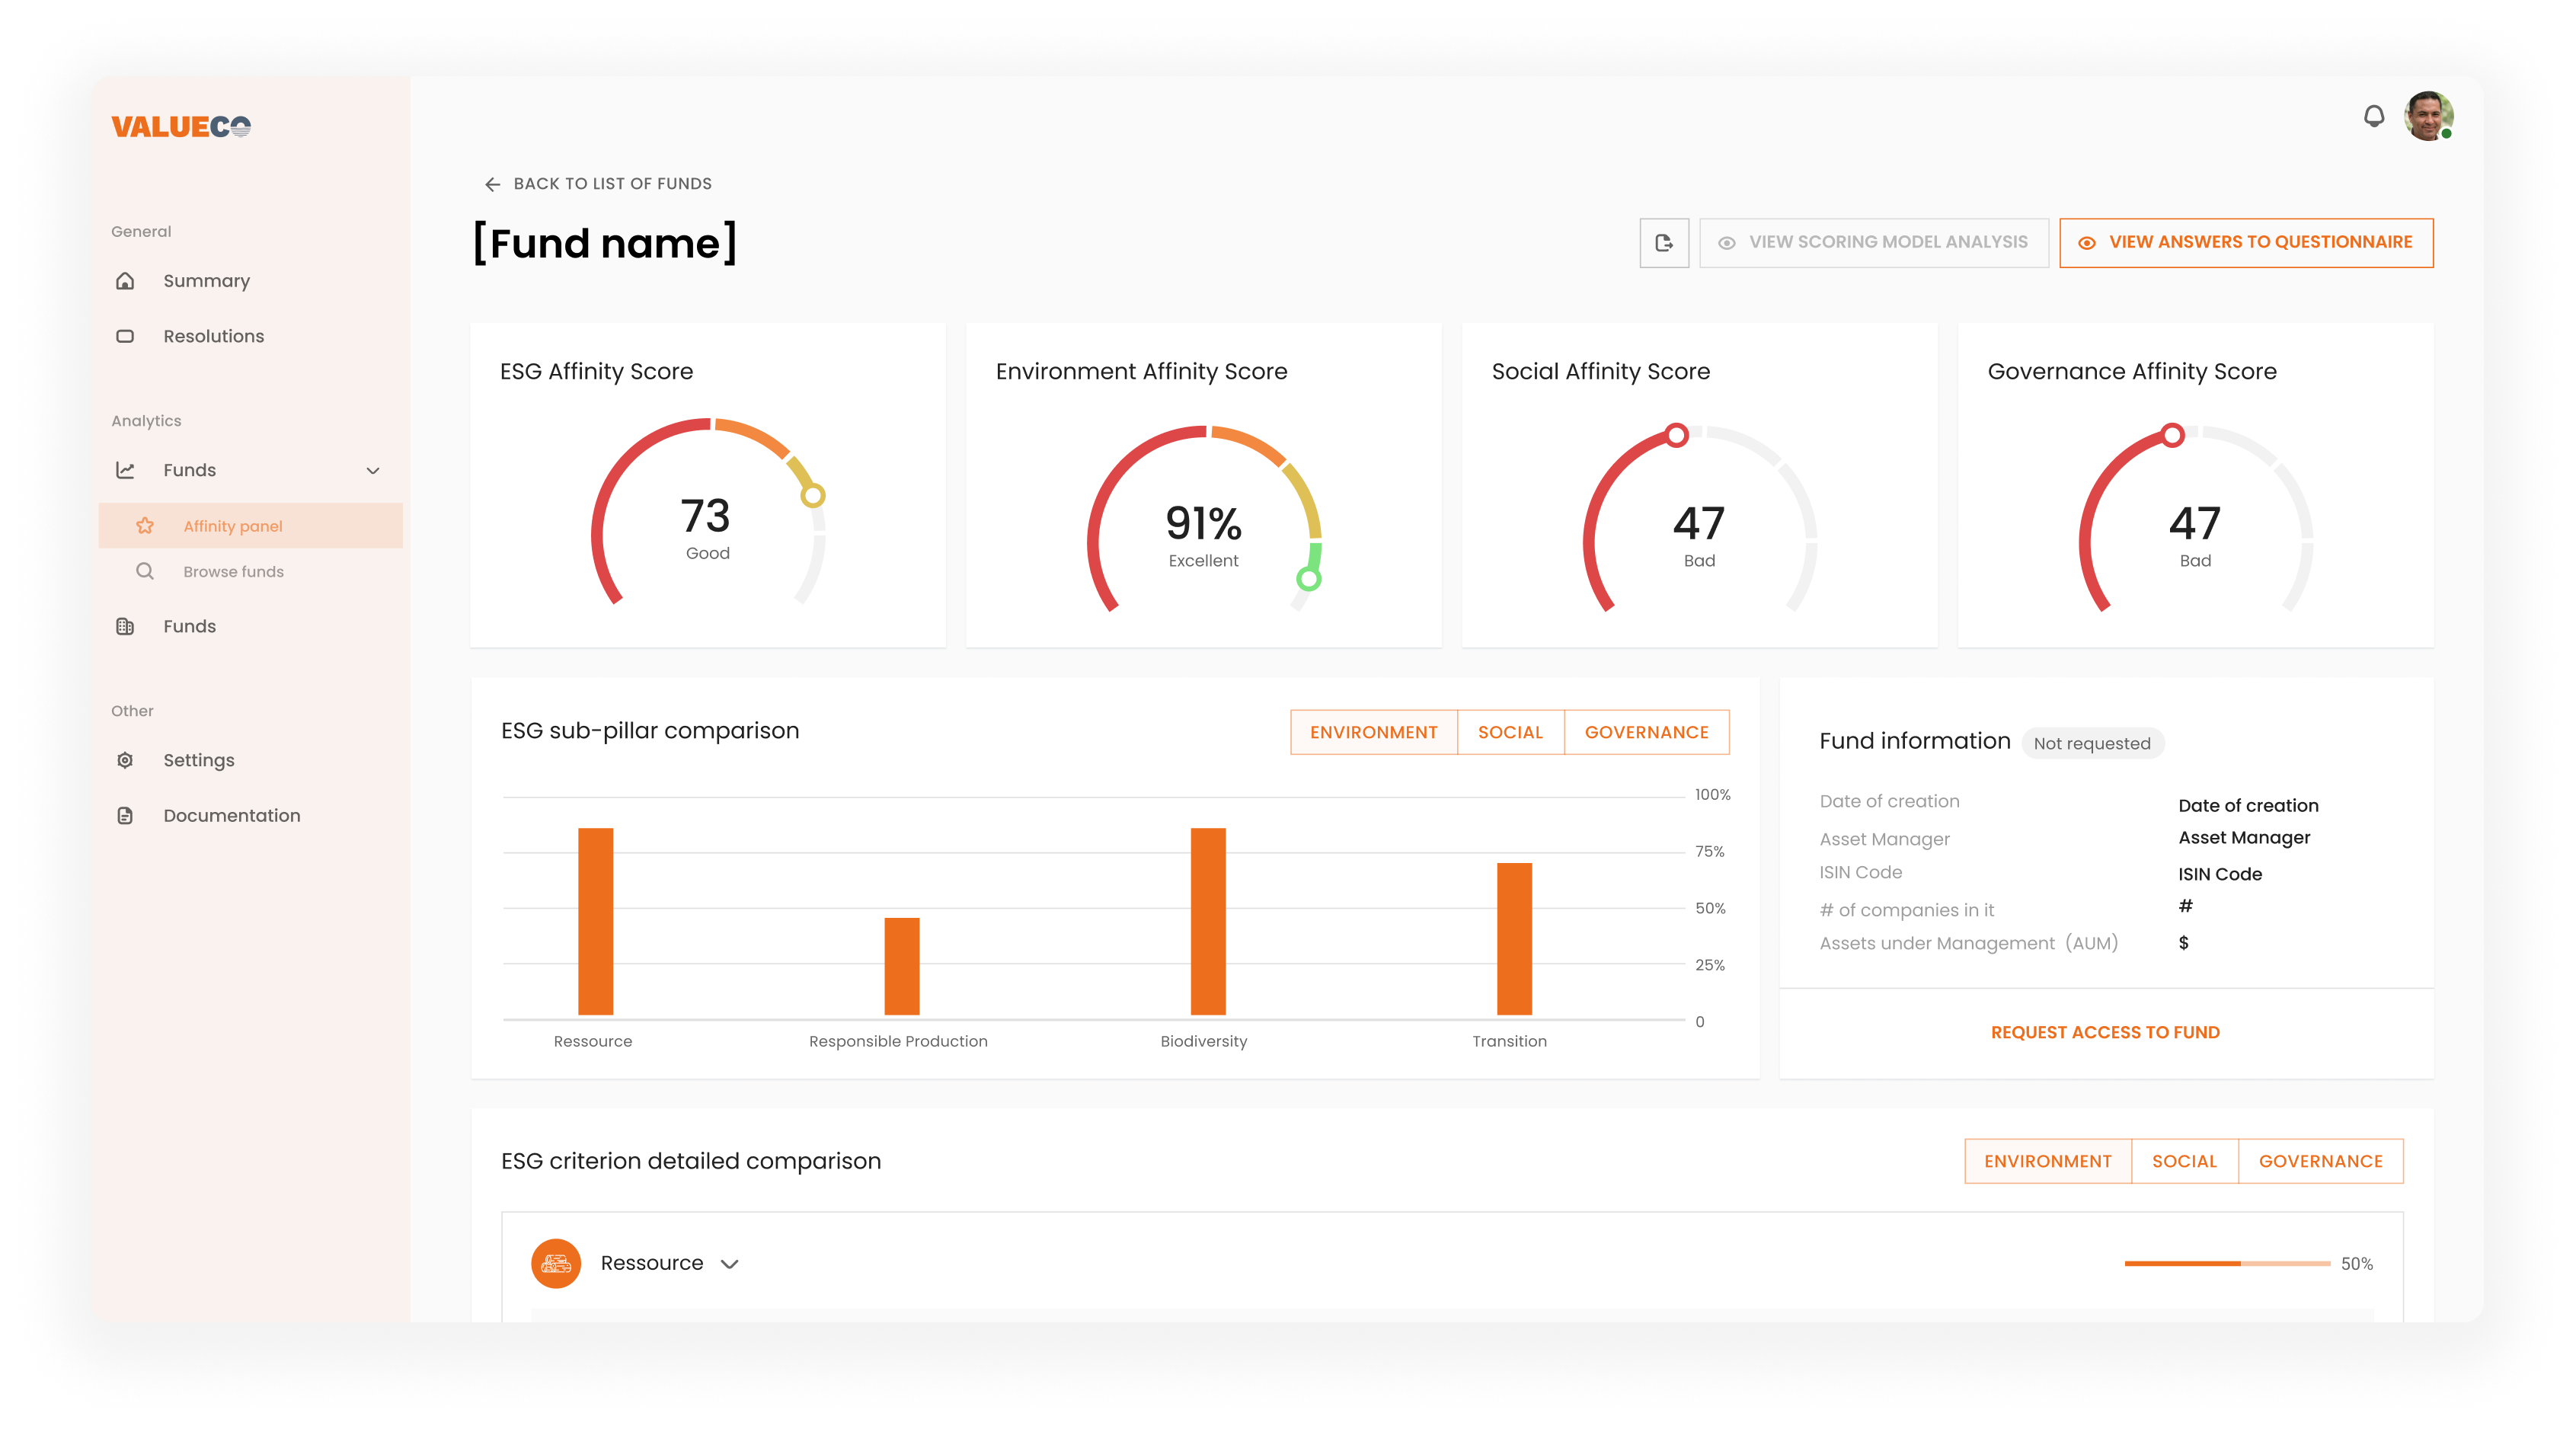 VALUECO
General
Summary
Resolutions
Analytics
Funds
Affinity panel
Browse funds
Funds
Other
Settings
Documentation
BACK TO LIST OF FUNDS
[Fund name]
VIEW SCORING MODEL ANALYSIS
VIEW ANSWERS TO QUESTIONNAIRE
ESG Affinity Score
73
Good
Environment Affinity Score
91%
Excellent
Social Affinity Score
47
Bad
Governance Affinity Score
47
Bad
ESG sub-pillar comparison
ENVIRONMENT
SOCIAL
GOVERNANCE
100%
75%
50%
25%
0
Ressource
Responsible Production
Biodiversity
Transition
Fund information
Not requested
Date of creation
Date of creation
Asset Manager
Asset Manager
ISIN Code
ISIN Code
# of companies in it
#
Assets under Management (AUM)
$
REQUEST ACCESS TO FUND
ESG criterion detailed comparison
ENVIRONMENT
SOCIAL
GOVERNANCE
Ressource
50%